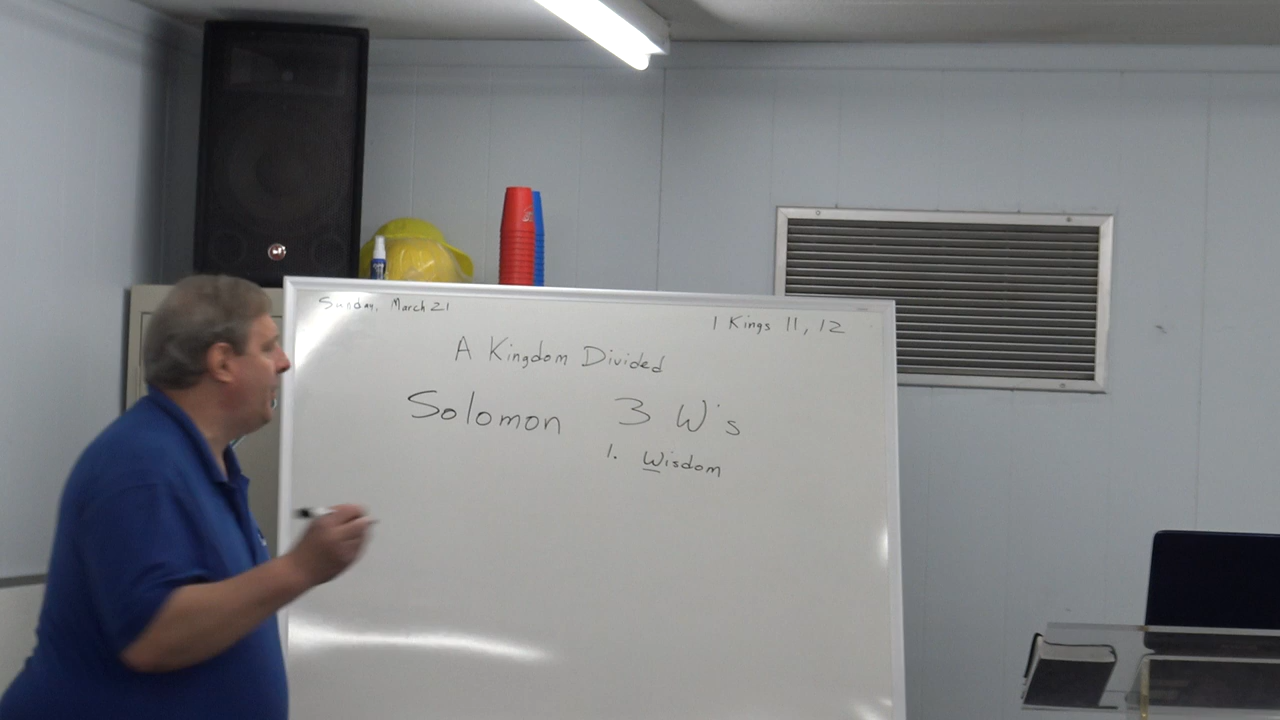 Sunday, March 21
1 Kings 11, 12
A Kingdom Divided
Solomon 3 W's
1. Wisdom